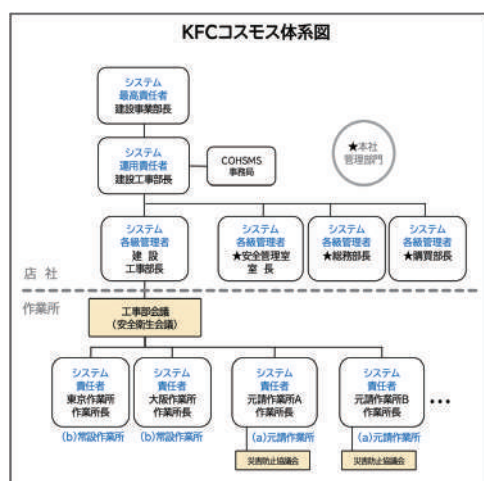 KFCコスモス体系図
システム
最高責任者
建設事業部長
システム
運用責任者
建設工事部長
COHSMS
事務局
★本社
管理部門
システム
各級管理者
建 設
工事部長
システム
各級管理者
★安全管理室
室 長
システム
各級管理者
★総務部長
システム
各級管理者
★購買部長
店 社
作業所
工事部会議
(安全衛生会議)
システム
責任者
東京作業所
作業所長
システム
責任者
大阪作業所
作業所長
システム
責任者
元請作業所A
作業所長
システム
責任者
元請作業所B
作業所長
•••
(b)常設作業所
(b)常設作業所
(a)元請作業所
(a)元請作業所
災害防止協議会
災害防止協議会